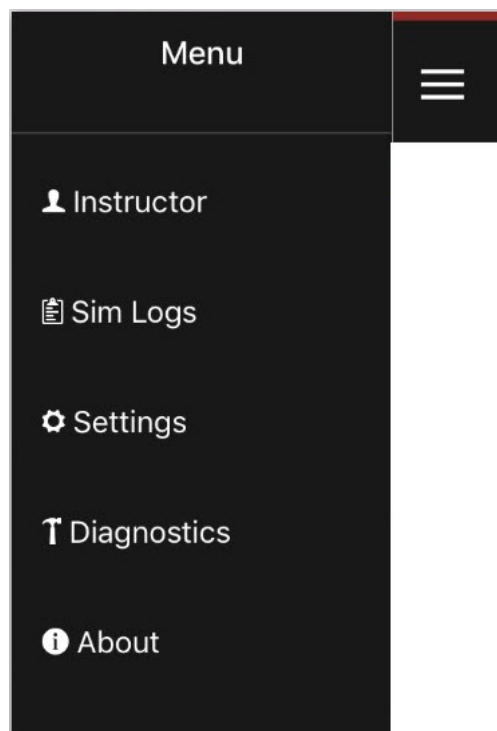 Menu
Instructor
Sim Logs
Settings
Diagnostics
About